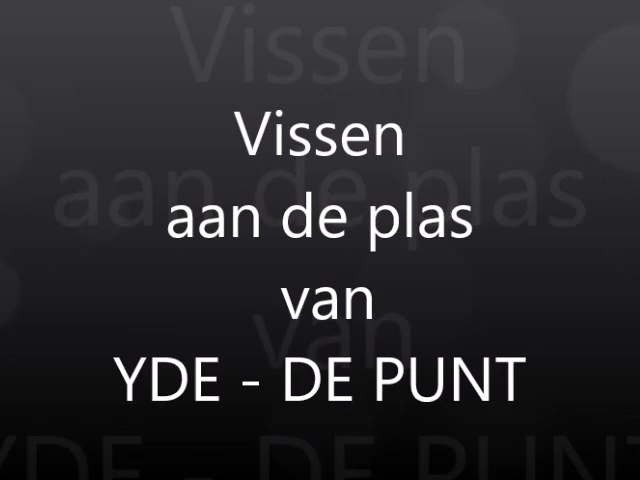 Vissen
aan de plas
van
YDE - DE PUNT